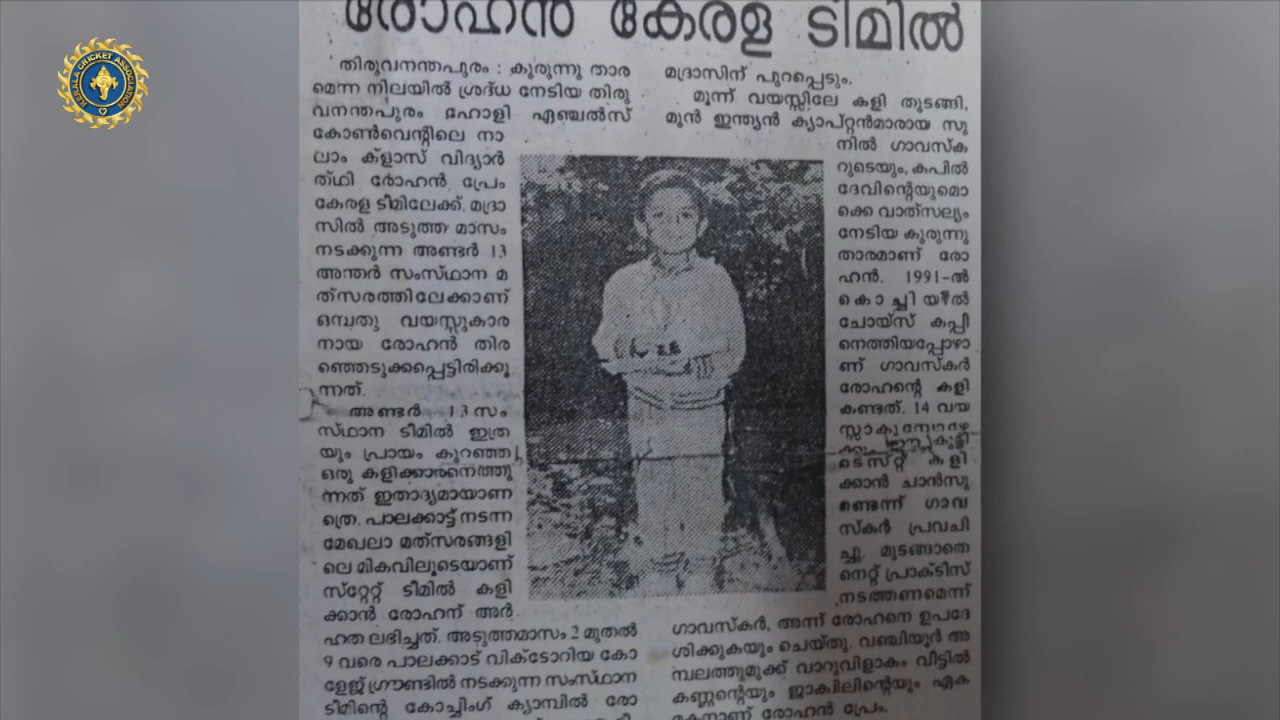 KERALA CRICKET ASSOCIATION
രോഹൻ കേരള ടീമിൽ
തിരുവനന്തപുരം : കുരുന്നു താര
മെന്ന നിലയിൽ ശ്രദ്ധ നേടിയ തിരു
വനന്തപുരം ഹോളി ഏഞ്ചൽസ്
കോൺവെന്റിലെ നാ
ലാം ക്ളാസ് വിദ്യാർ
ത്ഥി രോഹൻ പ്രേം
കേരള ടീമിലേക്ക്. മദ്രാ
സിൽ അടുത്ത മാസം
നടക്കുന്ന അണ്ടർ 13
അന്തർ സംസ്ഥാന മ
ത്സരത്തിലേക്കാണ്
ഒമ്പതു വയസ്സുകാര
നായ രോഹൻ തിര
ഞ്ഞെടുക്കപ്പെട്ടിരിക്കു
ന്നത്.
അണ്ടർ 13 സം
സ്ഥാന ടീമിൽ ഇത്ര
യും പ്രായം കുറഞ്ഞ
ഒരു കളിക്കാരനെത്തു
ന്നത് ഇതാദ്യമായാണ
ത്രെ. പാലക്കാട്ട് നടന്ന
മേഖലാ മത്സരങ്ങളി
ലെ മികവിലൂടെയാണ്
സ്റ്റേറ്റ് ടീമിൽ കളി
ക്കാൻ രോഹന് അർ
ഹത ലഭിച്ചത്. അടുത്തമാസം 2 മുതൽ
9 വരെ പാലക്കാട് വിക്ടോറിയ കോ
ളേജ് ഗ്രൗണ്ടിൽ നടക്കുന്ന സംസ്ഥാന
ടീമിന്റെ കോച്ചിംഗ് ക്യാമ്പിൽ രോ
മദ്രാസിന് പുറപ്പെടും.
മൂന്ന് വയസ്സിലേ കളി തുടങ്ങി,
മുൻ ഇന്ത്യൻ ക്യാപ്റ്റൻമാരായ സു
നിൽ ഗാവസ്ക
റുടെയും, കപിൽ
ദേവിന്റെയുമൊ
ക്കെ വാത്സല്യം
നേടിയ കുരുന്നു
താരമാണ് രോ
ഹൻ. 1991-ൽ
കൊച്ചിയിൽ
ചോയ്സ് കപ്പി
നെത്തിയപ്പോഴാ
ണ് ഗാവസ്കർ
രോഹന്റെ കളി
കണ്ടത്. 14 വയ
സ്സാകുമ്പോഴേ
ക്കും ഈ കുട്ടി
ടെസ്റ്റ് കളി
ക്കാൻ ചാൻസു
ണ്ടെന്ന് ഗാവ
സ്കർ പ്രവചി
ച്ചു. മുടങ്ങാതെ
നെറ്റ് പ്രാക്ടിസ്
നടത്തണമെന്ന്
ഗാവസ്കർ, അന്ന് രോഹനെ ഉപദേ
ശിക്കുകയും ചെയ്തു. വഞ്ചിയൂർ അ
മ്പലത്തുമുക്ക് വാറുവിളാകം വീട്ടിൽ
കണ്ണന്റെയും ജാക്വിലിന്റെയും ഏക
മകനാണ് രോഹൻ പ്രേം.